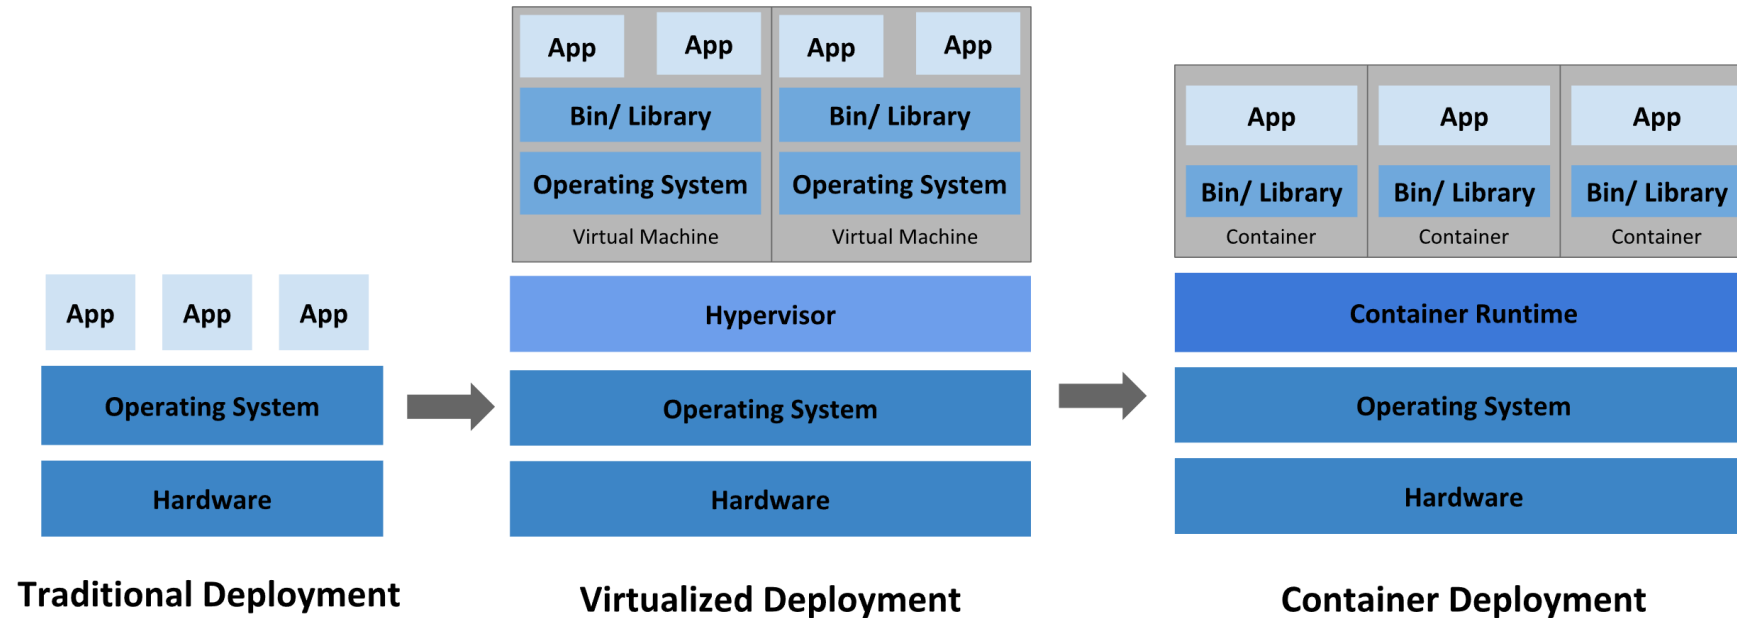 App
App
App
Operating System
Hardware
Traditional Deployment
App
App
Bin/ Library
Operating System
Virtual Machine
App
App
Bin/ Library
Operating System
Virtual Machine
Hypervisor
Operating System
Hardware
Virtualized Deployment
App
Bin/ Library
Container
App
Bin/ Library
Container
App
Bin/ Library
Container
Container Runtime
Operating System
Hardware
Container Deployment